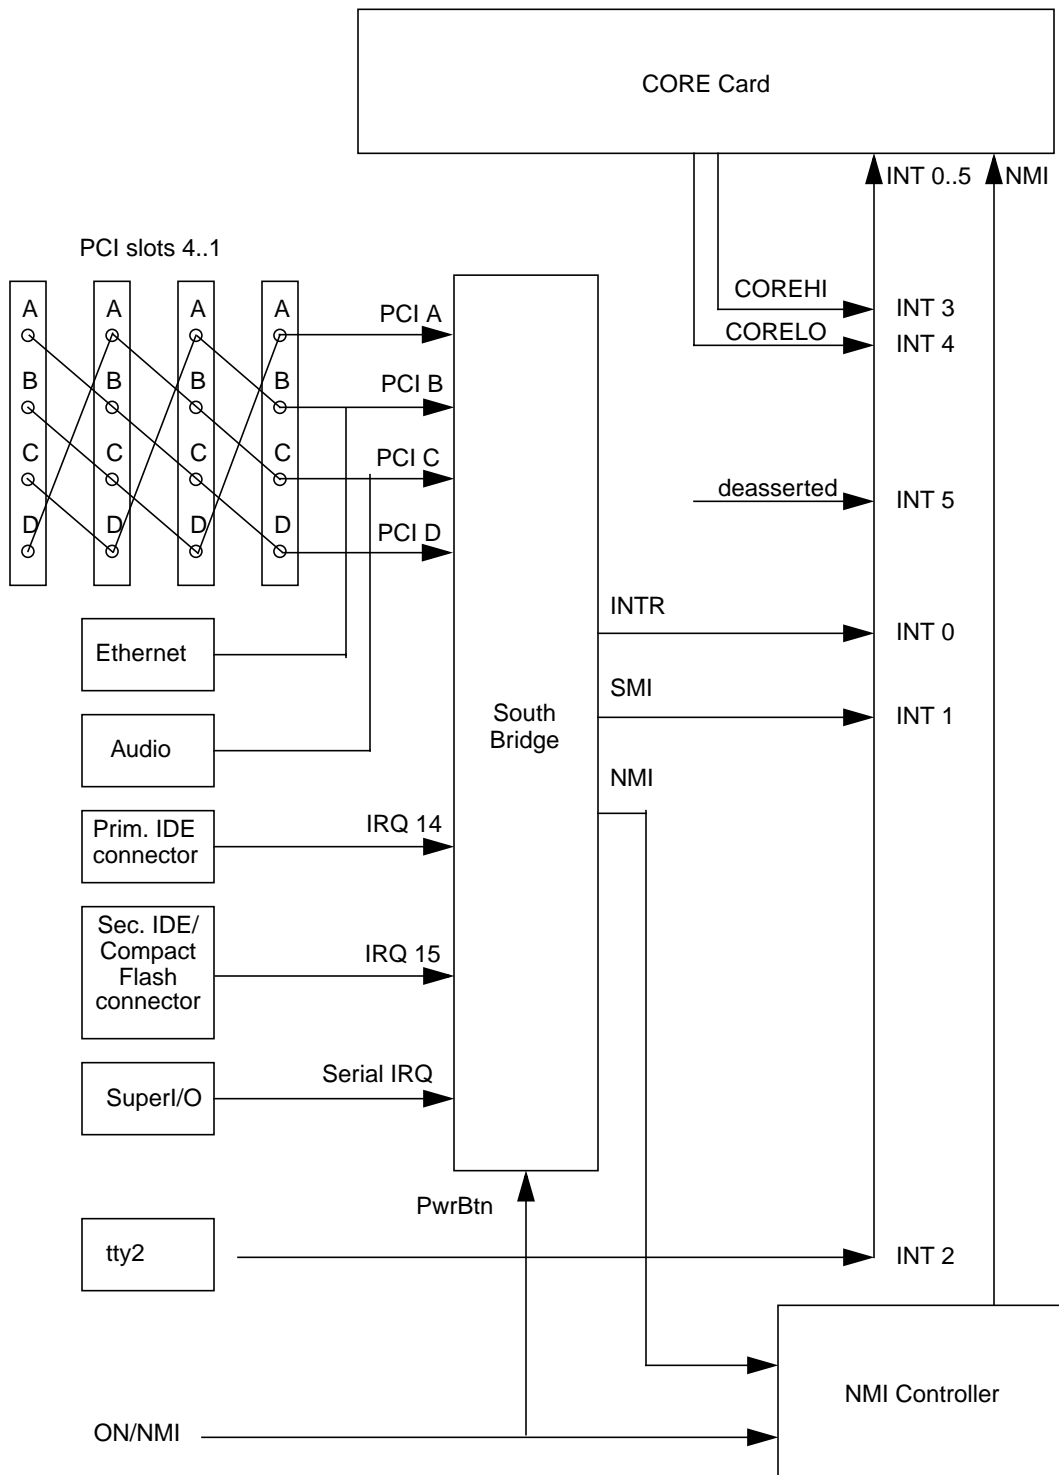 CORE Card
INT 0..5
NMI
PCI slots 4..1
COREHI
INT 3
CORELO
INT 4
A
A
A
A
PCI A
B
B
B
B
PCI B
C
C
C
C
PCI C
D
D
D
D
PCI D
deasserted
INT 5
Ethernet
INTR
INT 0
SMI
INT 1
Audio
South
Bridge
NMI
Prim. IDE
connector
IRQ 14
Sec. IDE/
Compact
Flash
connector
IRQ 15
SuperI/O
Serial IRQ
PwrBtn
tty2
INT 2
NMI Controller
ON/NMI